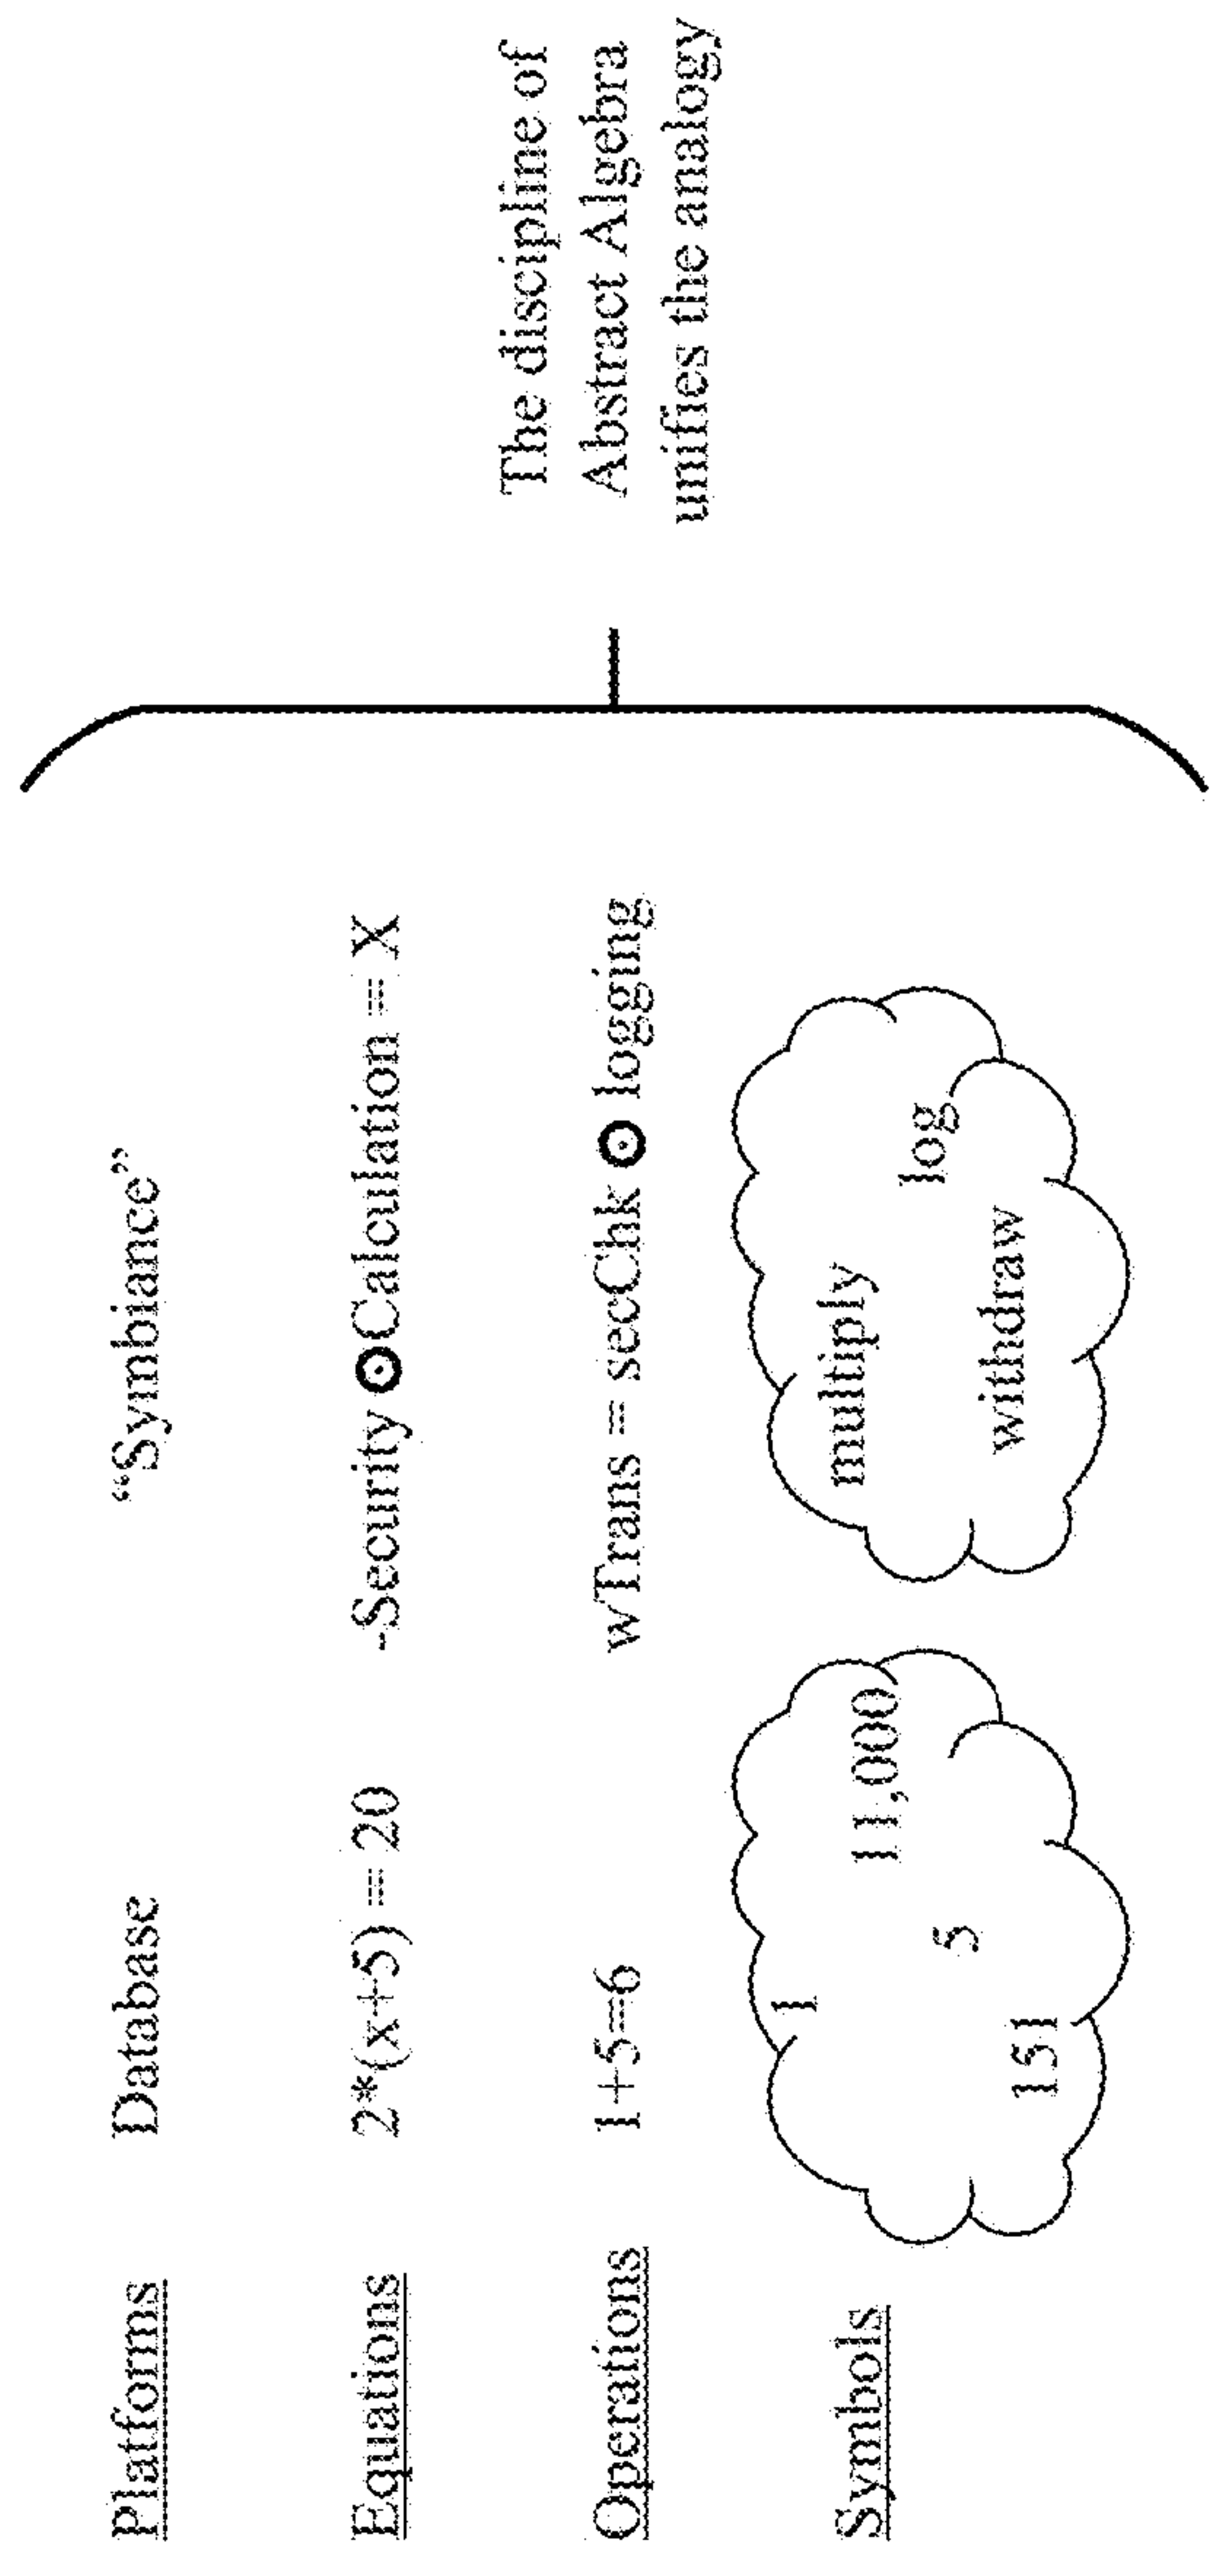 Platforms Database “Symbiance”
Equations 2*(x+5) = 20 -Security ⊙Calculation = X
Operations 1+5=6 wTrans = secChk ⊙ logging
Symbols
1
11,000
5
151
multiply
log
withdraw
The discipline of
Abstract Algebra
unifies the analogy